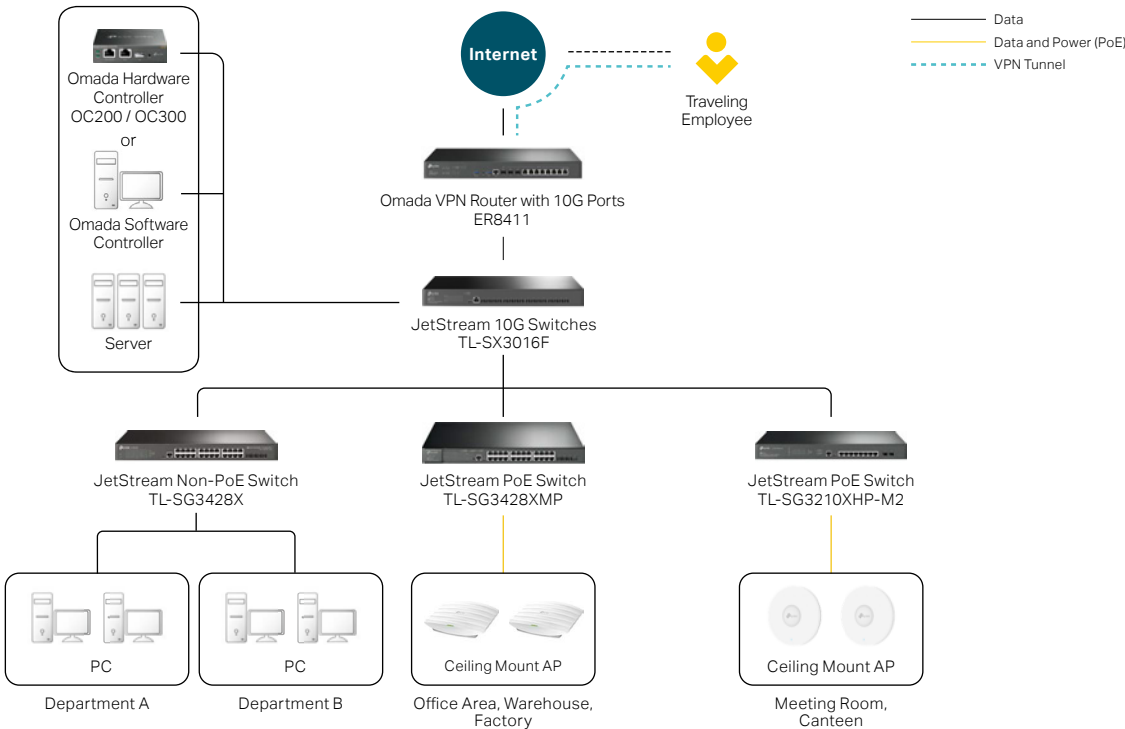 Omada Hardware
Controller
OC200 / OC300
or
Omada Software
Controller
Server
Internet
Traveling
Employee
Data
Data and Power (PoE)
VPN Tunnel
Omada VPN Router with 10G Ports
ER8411
JetStream 10G Switches
TL-SX3016F
JetStream Non-PoE Switch
TL-SG3428X
JetStream PoE Switch
TL-SG3428XMP
JetStream PoE Switch
TL-SG3210XHP-M2
PC
PC
Ceiling Mount AP
Ceiling Mount AP
Department A
Department B
Office Area, Warehouse,
Factory
Meeting Room,
Canteen